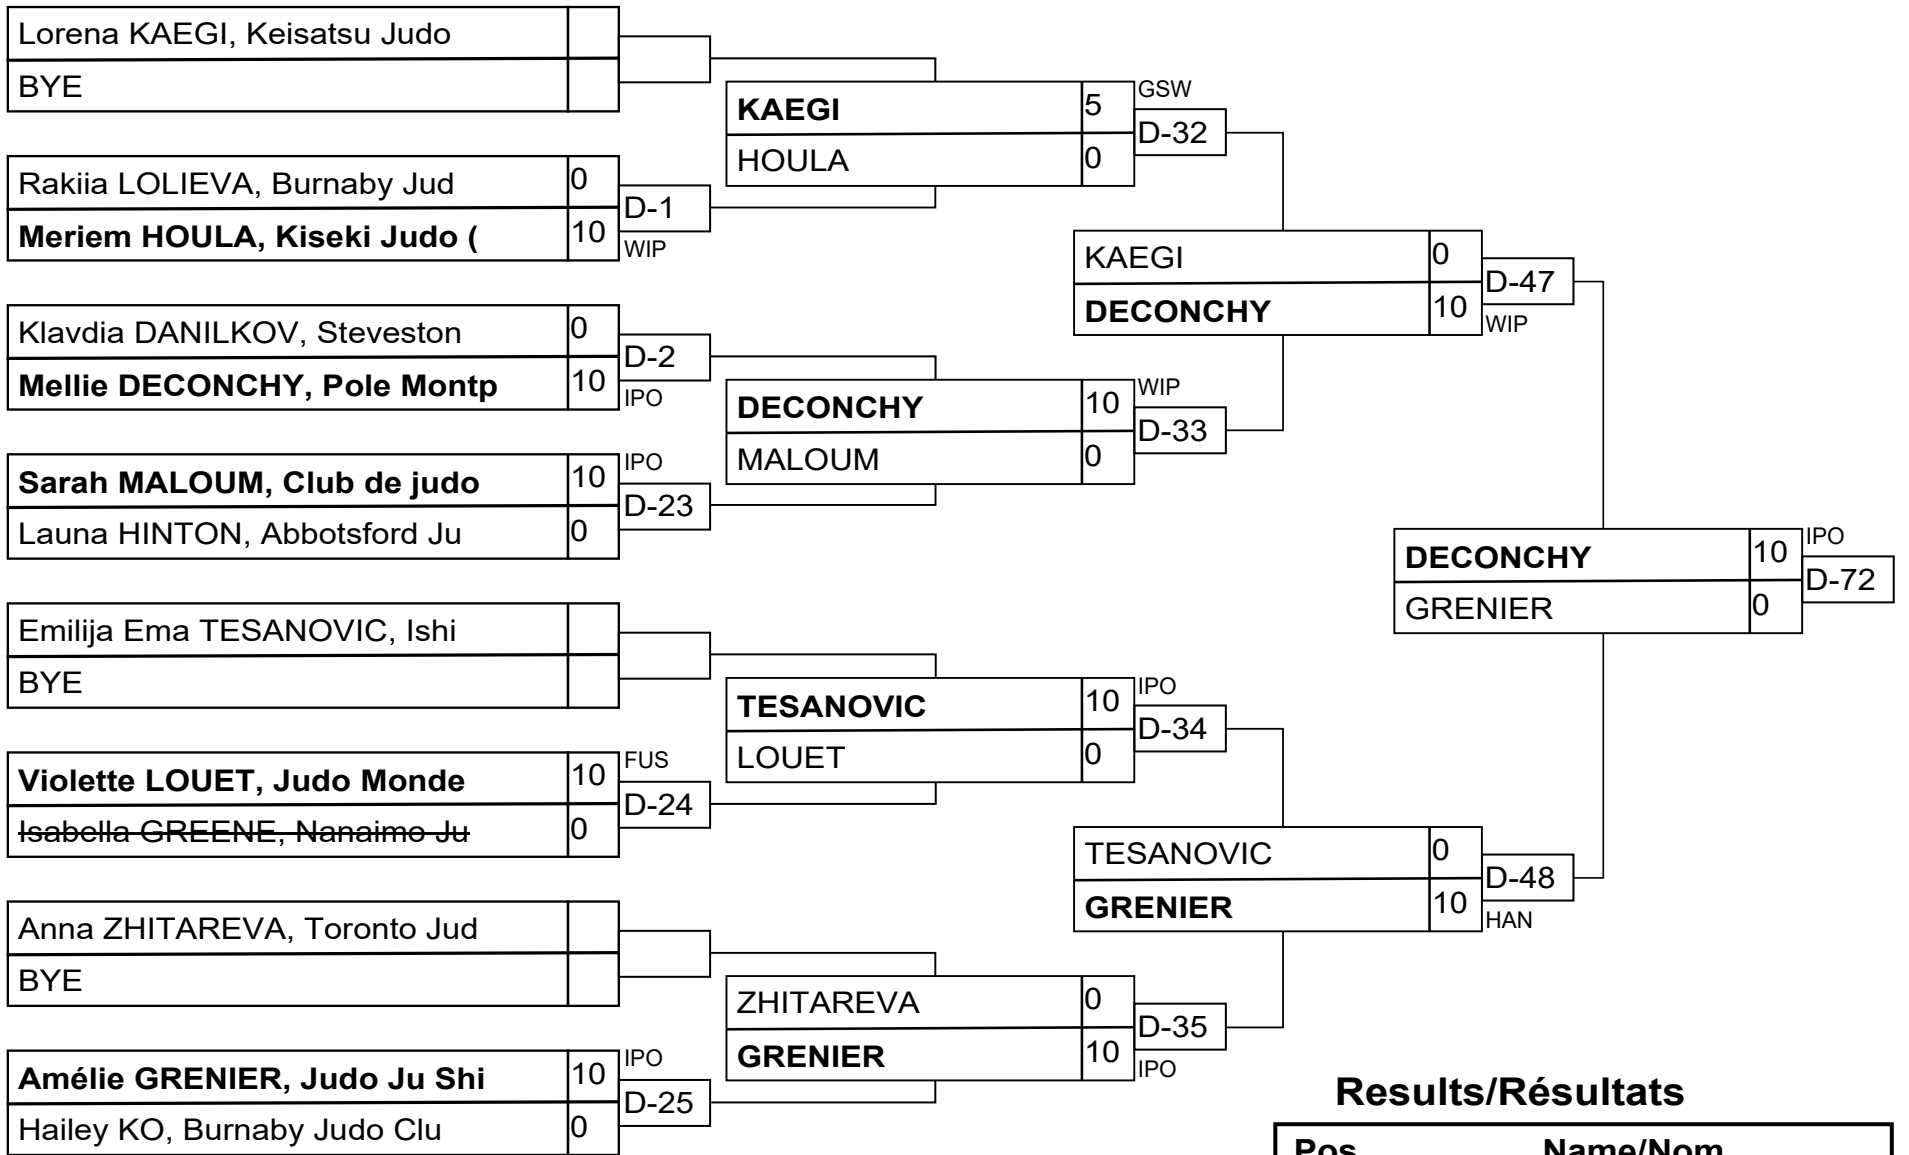 Lorena KAEGI, Keisatsu Judo
BYE
Rakiia LOLIEVA, Burnaby Jud 0
Meriem HOULA, Kiseki Judo ( 10
D-1
WIP
Klavdia DANILKOV, Steveston 0
Mellie DECONCHY, Pole Montp 10
D-2
IPO
Sarah MALOUM, Club de judo 10
Launa HINTON, Abbotsford Ju 0
IPO
D-23
Emilija Ema TESANOVIC, Ishi
BYE
Violette LOUET, Judo Monde 10
Isabella GREENE, Nanaimo Ju 0
FUS
D-24
Anna ZHITAREVA, Toronto Jud
BYE
Amélie GRENIER, Judo Ju Shi 10
Hailey KO, Burnaby Judo Clu 0
IPO
D-25
KAEGI 5
HOULA 0
GSW
D-32
DECONCHY 10
MALOUM 0
WIP
D-33
TESANOVIC 10
LOUET 0
IPO
D-34
ZHITAREVA 0
GRENIER 10
D-35
IPO
KAEGI 0
DECONCHY 10
D-47
WIP
TESANOVIC 0
GRENIER 10
D-48
HAN
DECONCHY 10
GRENIER 0
IPO
D-72
Results/Résultats
Pos Name/Nom